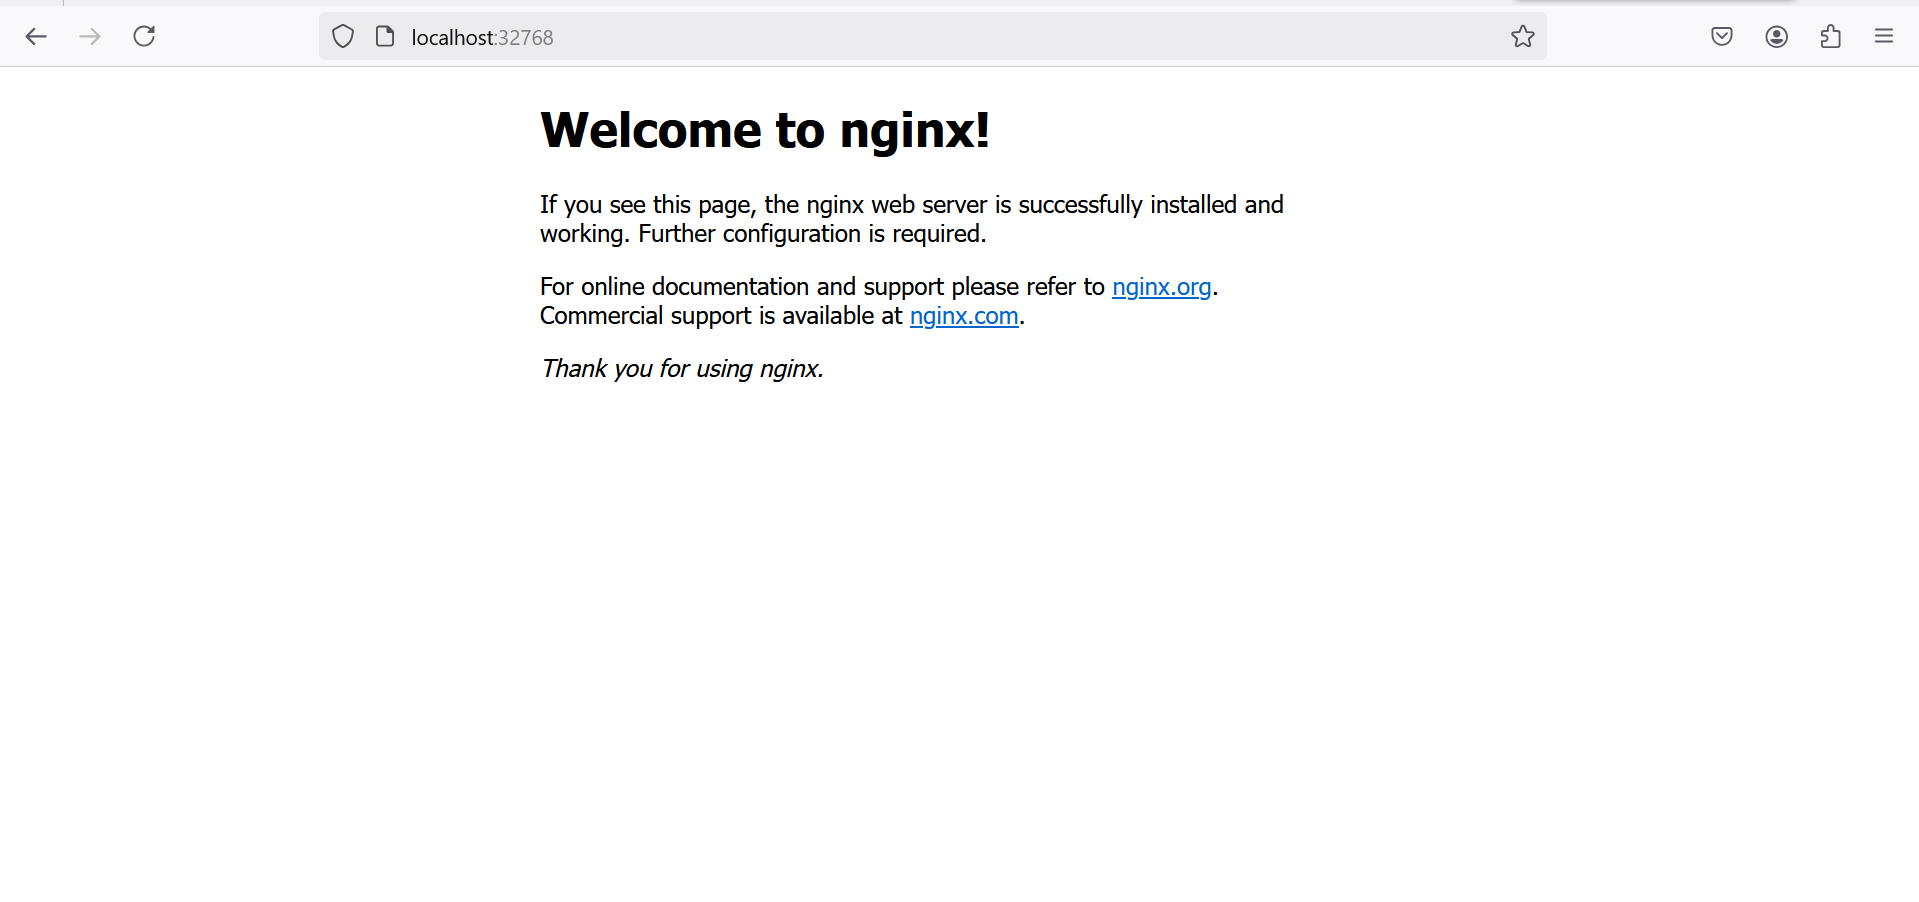 localhost:32768
Welcome to nginx!
If you see this page, the nginx web server is successfully installed and
working. Further configuration is required.
For online documentation and support please refer to nginx.org.
Commercial support is available at nginx.com.
Thank you for using nginx.